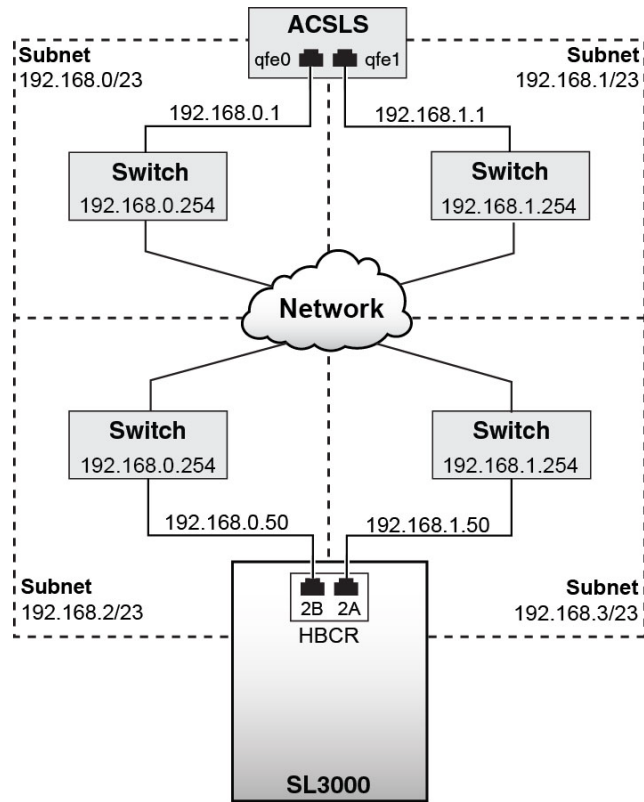 ACSLS
qfe0 qfe1
Subnet
192.168.0/23
Subnet
192.168.1/23
192.168.0.1
192.168.1.1
Switch
192.168.0.254
Switch
192.168.1.254
Network
Switch
192.168.0.254
Switch
192.168.1.254
192.168.0.50
192.168.1.50
Subnet
192.168.2/23
Subnet
192.168.3/23
2B 2A
HBCR
SL3000